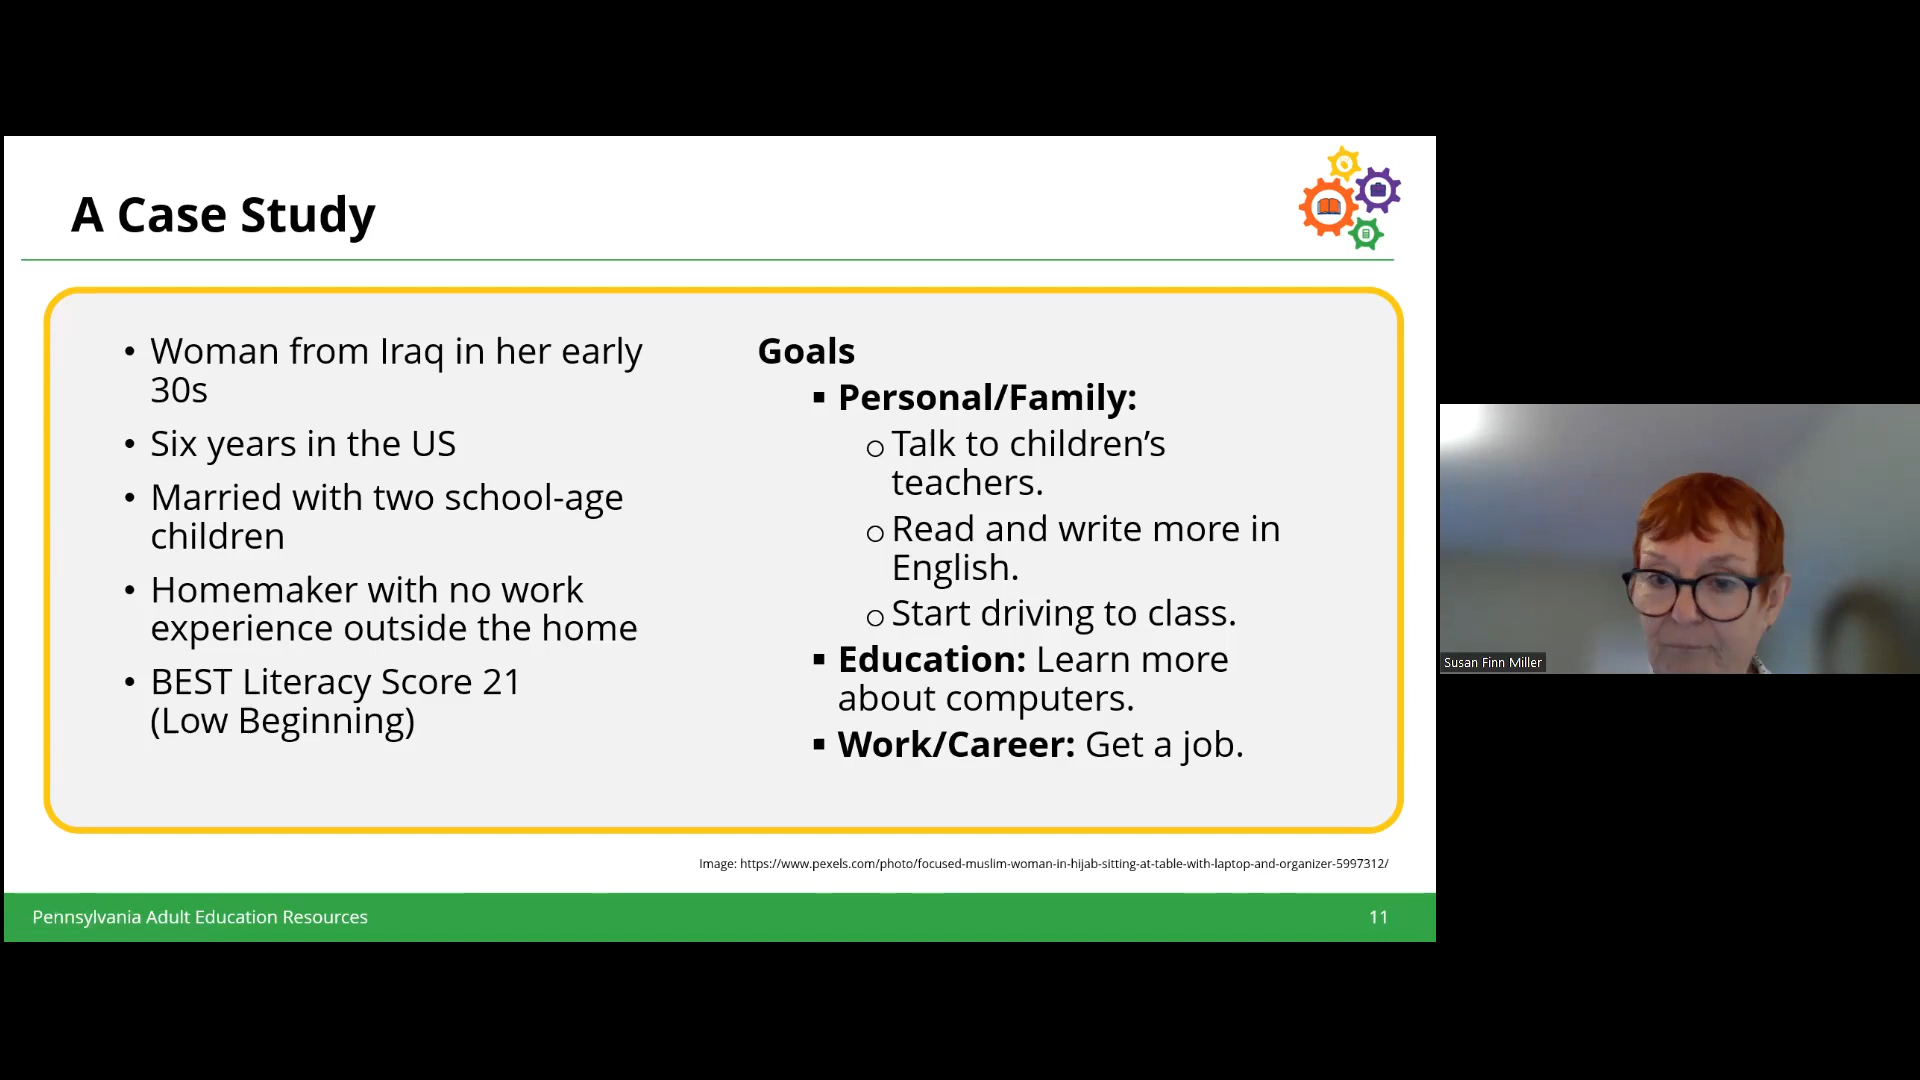 A Case Study
• Woman from Iraq in her early
30s
• Six years in the US
• Married with two school-age
children
• Homemaker with no work
experience outside the home
• BEST Literacy Score 21
(Low Beginning)
Goals
▪ Personal/Family:
o Talk to children’s
teachers.
o Read and write more in
English.
o Start driving to class.
▪ Education: Learn more
about computers.
▪ Work/Career: Get a job.
Image: https://www.pexels.com/photo/focused-muslim-woman-in-hijab-sitting-at-table-with-laptop-and-organizer-5997312/
Pennsylvania Adult Education Resources
11
Susan Finn Miller